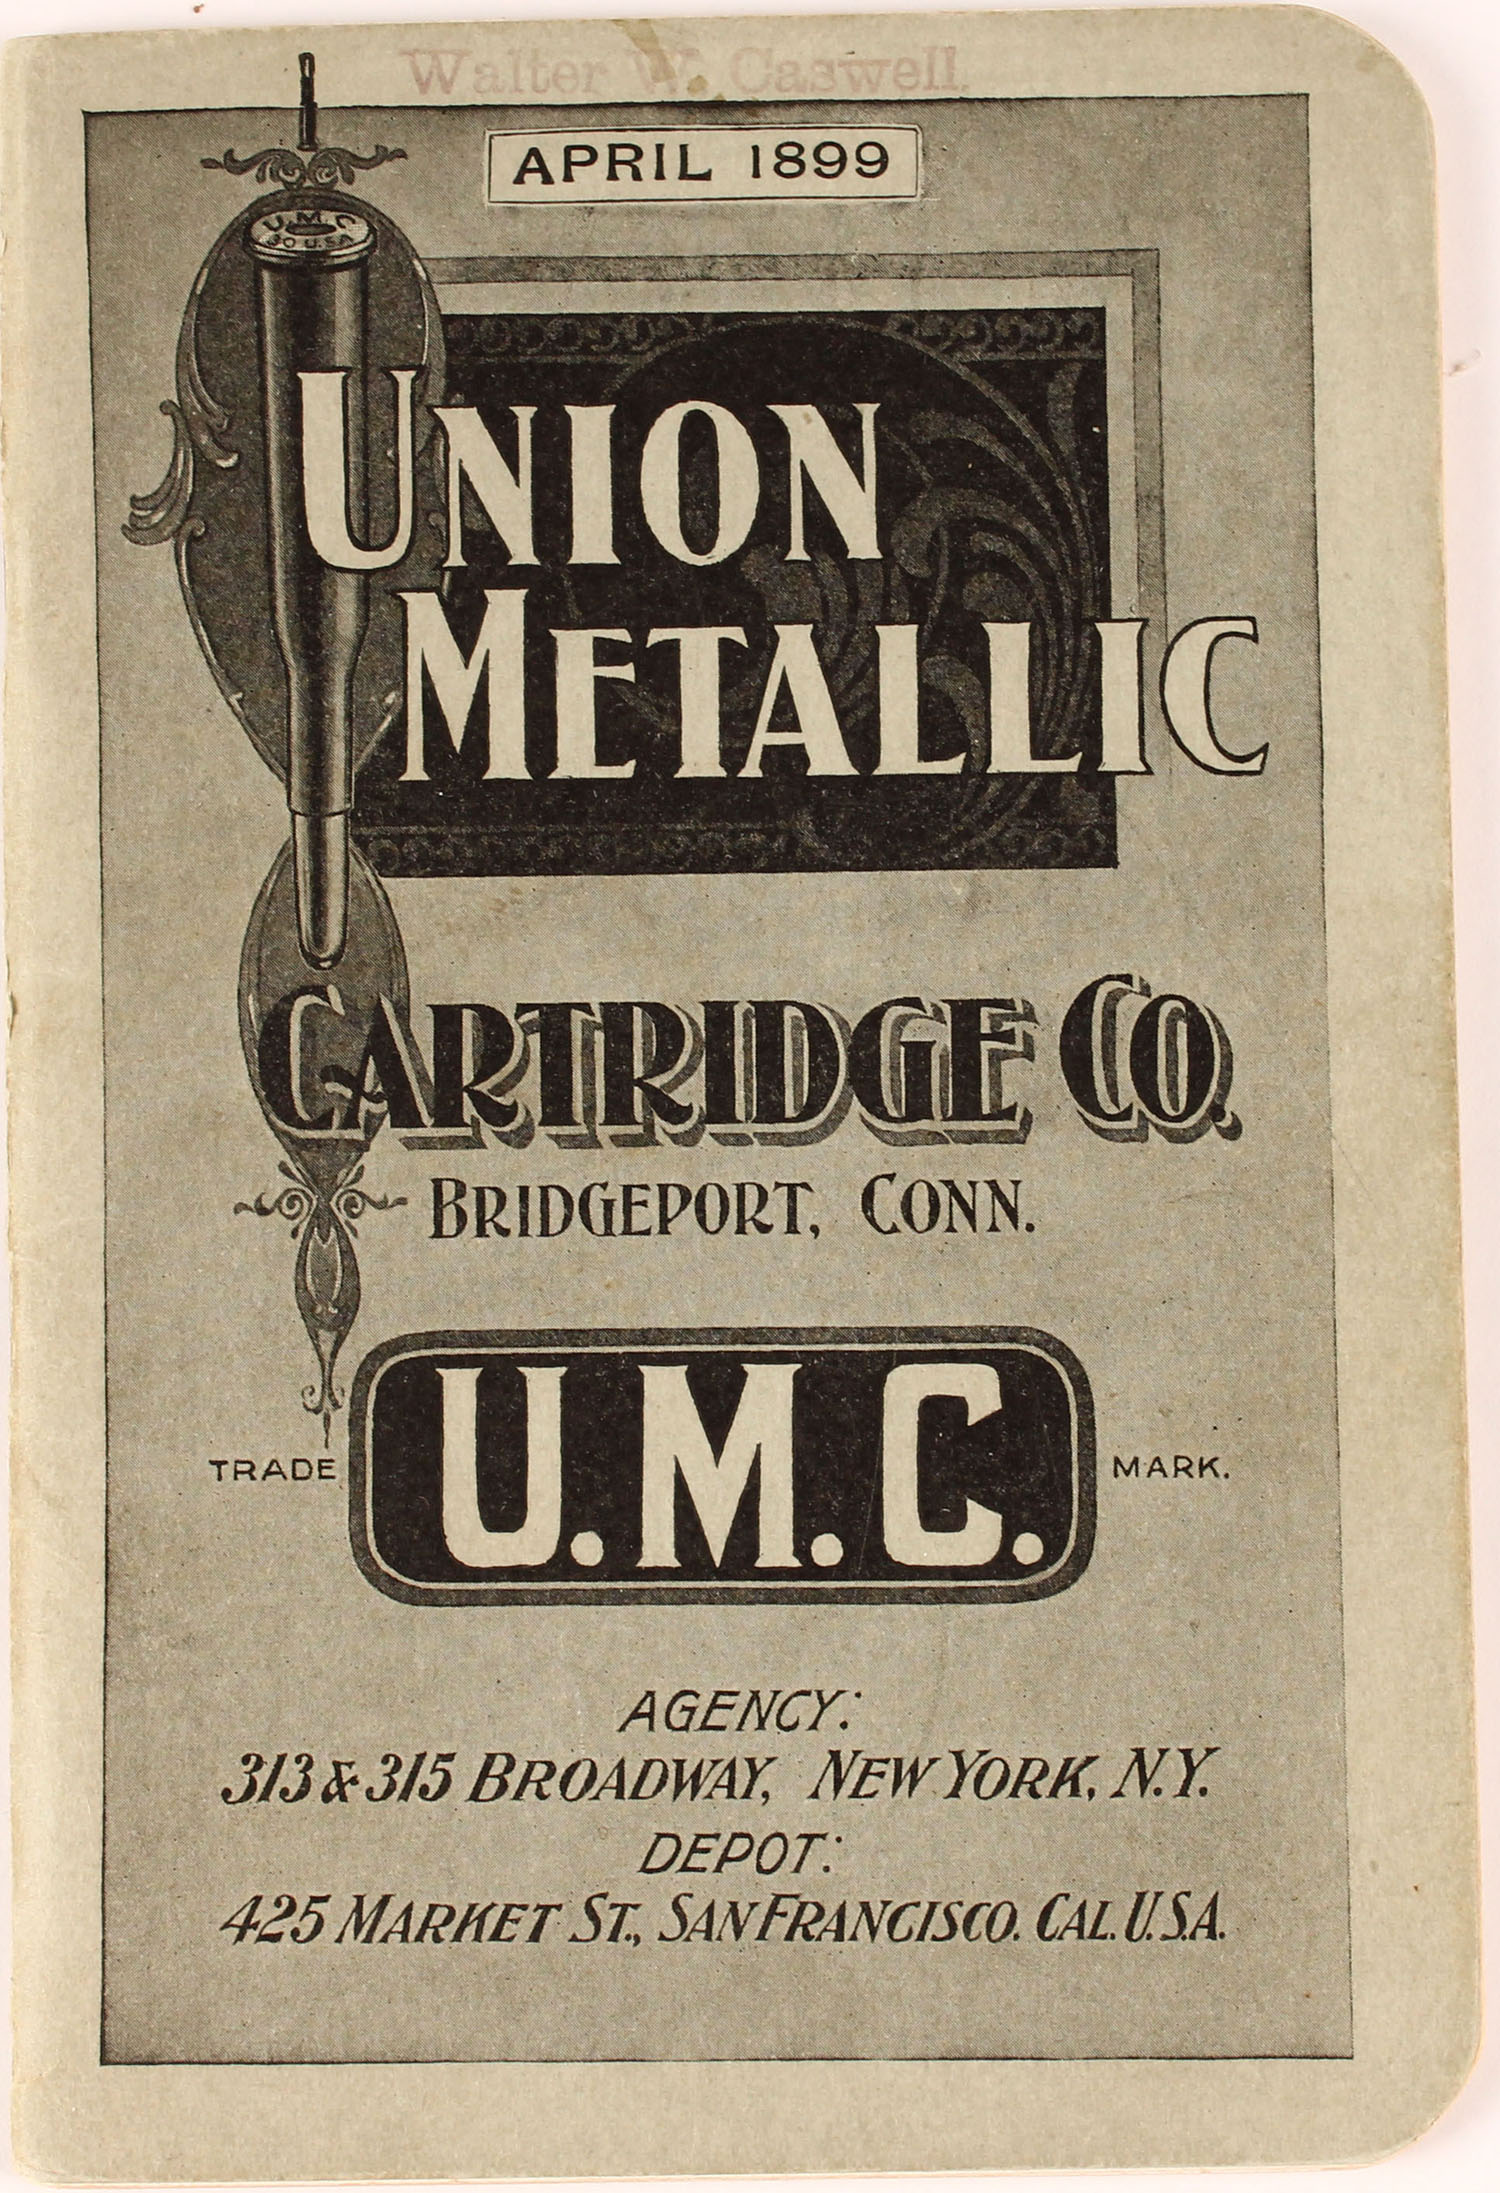 Walter W. Caswell.
APRIL 1899
U.M.C
30 U.S.A
UNION
METALLIC
CARTRIDGE CO.
BRIDGEPORT, CONN.
TRADE U.M.C. MARK.
AGENCY:
313 & 315 BROADWAY, NEW YORK, N.Y.
DEPOT:
425 MARKET ST., SAN FRANCISCO. CAL. U.S.A.